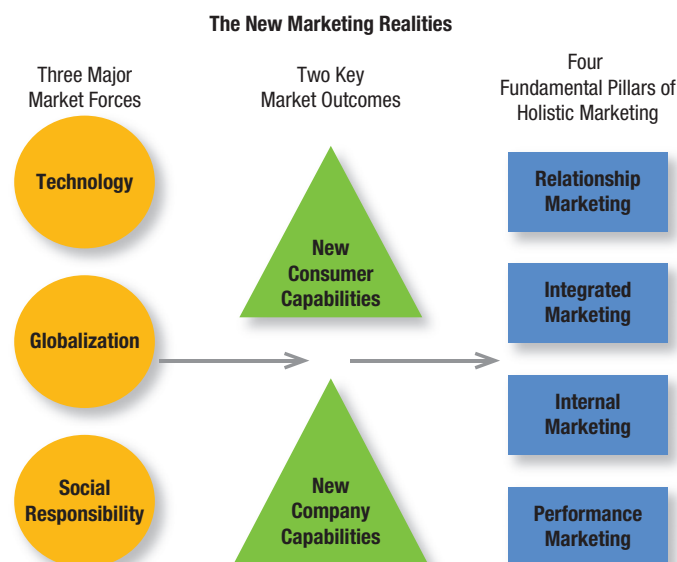 The New Marketing Realities
Three Major
Market Forces
Two Key
Market Outcomes
Four
Fundamental Pillars of
Holistic Marketing
Technology
Globalization
Social
Responsibility
New
Consumer
Capabilities
New
Company
Capabilities
Relationship
Marketing
Integrated
Marketing
Internal
Marketing
Performance
Marketing